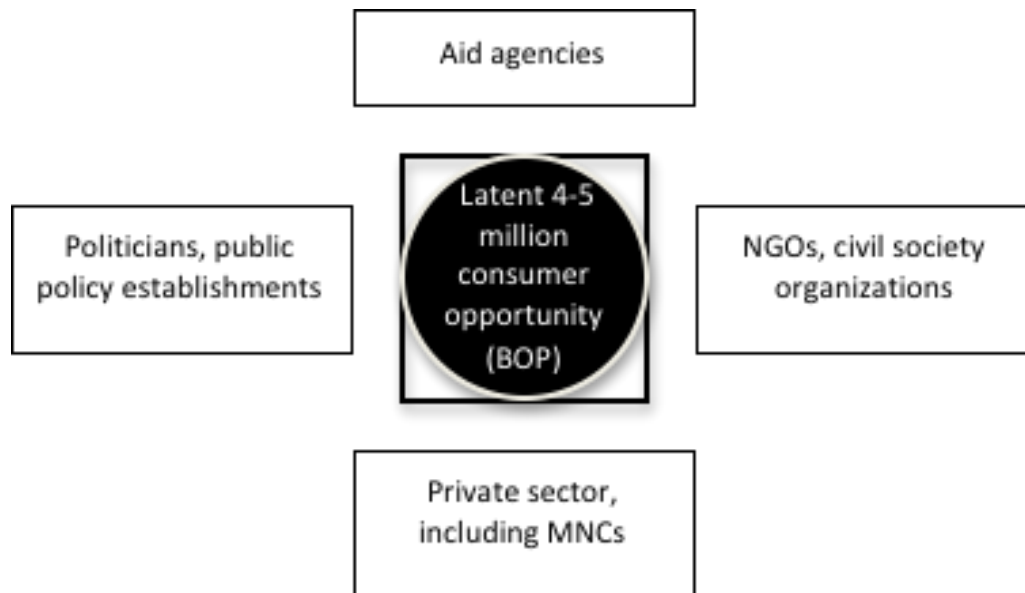 Aid agencies
Latent 4-5
million
consumer
opportunity
(BOP)
Politicians, public
policy establishments
NGOs, civil society
organizations
Private sector,
including MNCs